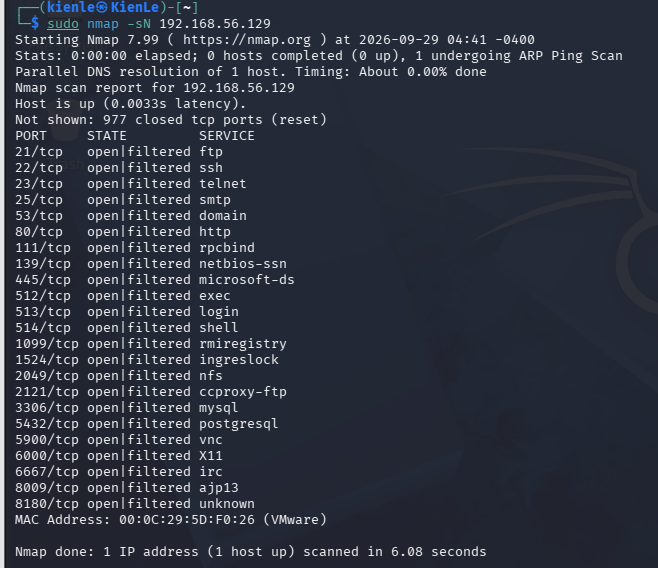 ┌──(kienle㉿KienLe)-[~]
└─$ sudo nmap -sN 192.168.56.129
Starting Nmap 7.99 ( https://nmap.org ) at 2026-09-29 04:41 -0400
Stats: 0:00:00 elapsed; 0 hosts completed (0 up), 1 undergoing ARP Ping Scan
Parallel DNS resolution of 1 host. Timing: About 0.00% done
Nmap scan report for 192.168.56.129
Host is up (0.0033s latency).
Not shown: 977 closed tcp ports (reset)
PORT     STATE         SERVICE
21/tcp   open|filtered ftp
22/tcp   open|filtered ssh
23/tcp   open|filtered telnet
25/tcp   open|filtered smtp
53/tcp   open|filtered domain
80/tcp   open|filtered http
111/tcp  open|filtered rpcbind
139/tcp  open|filtered netbios-ssn
445/tcp  open|filtered microsoft-ds
512/tcp  open|filtered exec
513/tcp  open|filtered login
514/tcp  open|filtered shell
1099/tcp open|filtered rmiregistry
1524/tcp open|filtered ingreslock
2049/tcp open|filtered nfs
2121/tcp open|filtered ccproxy-ftp
3306/tcp open|filtered mysql
5432/tcp open|filtered postgresql
5900/tcp open|filtered vnc
6000/tcp open|filtered X11
6667/tcp open|filtered irc
8009/tcp open|filtered ajp13
8180/tcp open|filtered unknown
MAC Address: 00:0C:29:5D:F0:26 (VMware)

Nmap done: 1 IP address (1 host up) scanned in 6.08 seconds